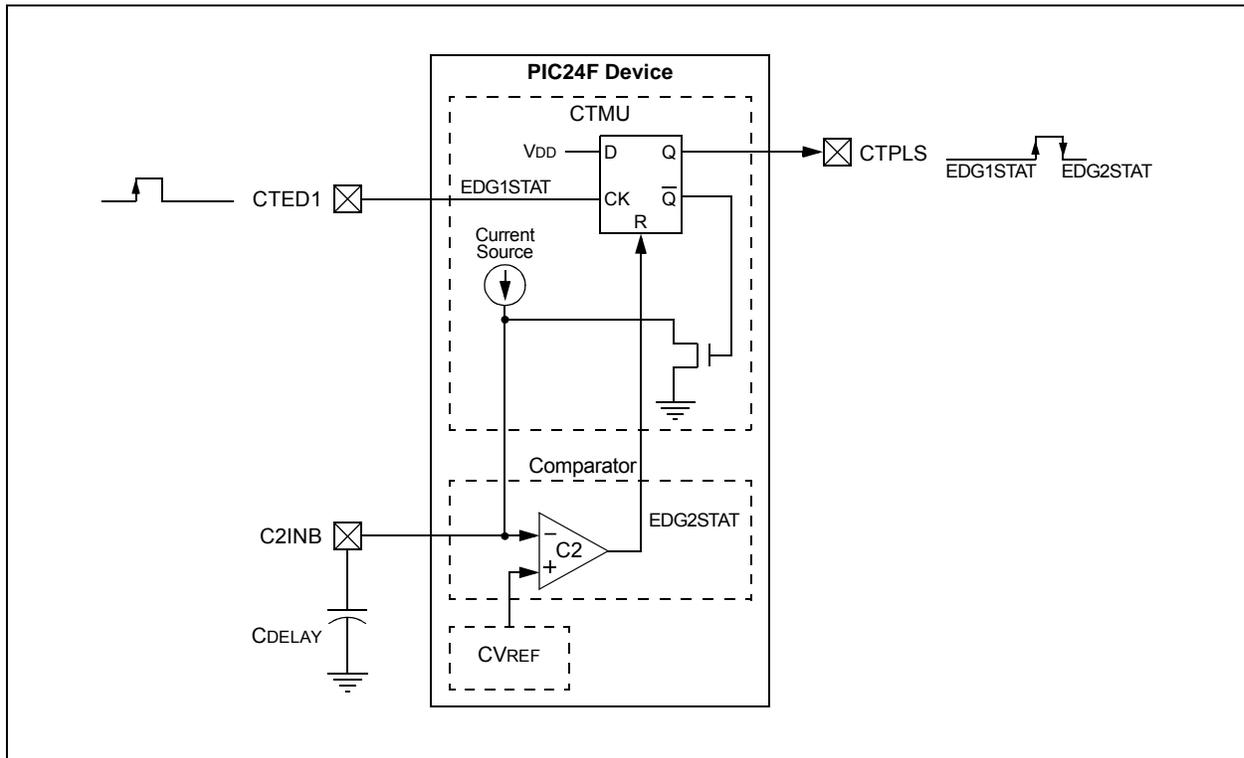 PIC24F Device
CTMU
VDD
D
Q
CTPLS
EDG1STAT
EDG2STAT
CTED1
EDG1STAT
CK
Q̅
R
Current
Source
Comparator
C2INB
EDG2STAT
−
C2
+
CDELAY
CVREF